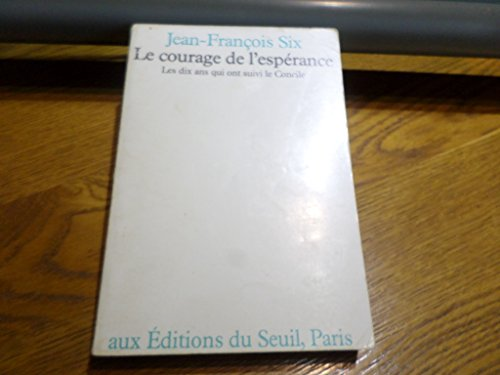 Jean-François Six
Le courage de l'espérance
Les dix ans qui ont suivi le Concile
aux Éditions du Seuil, Paris